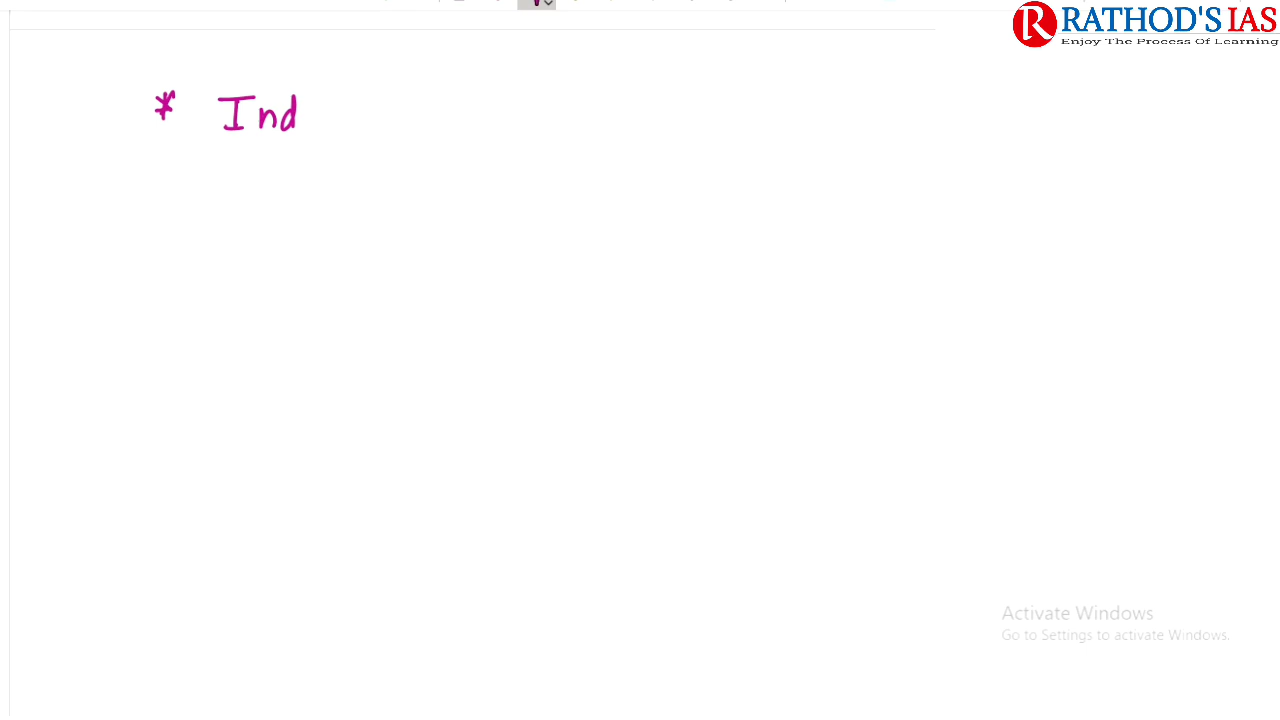 RATHOD'S IAS
Enjoy The Process Of Learning
* Ind
Activate Windows
Go to Settings to activate Windows.